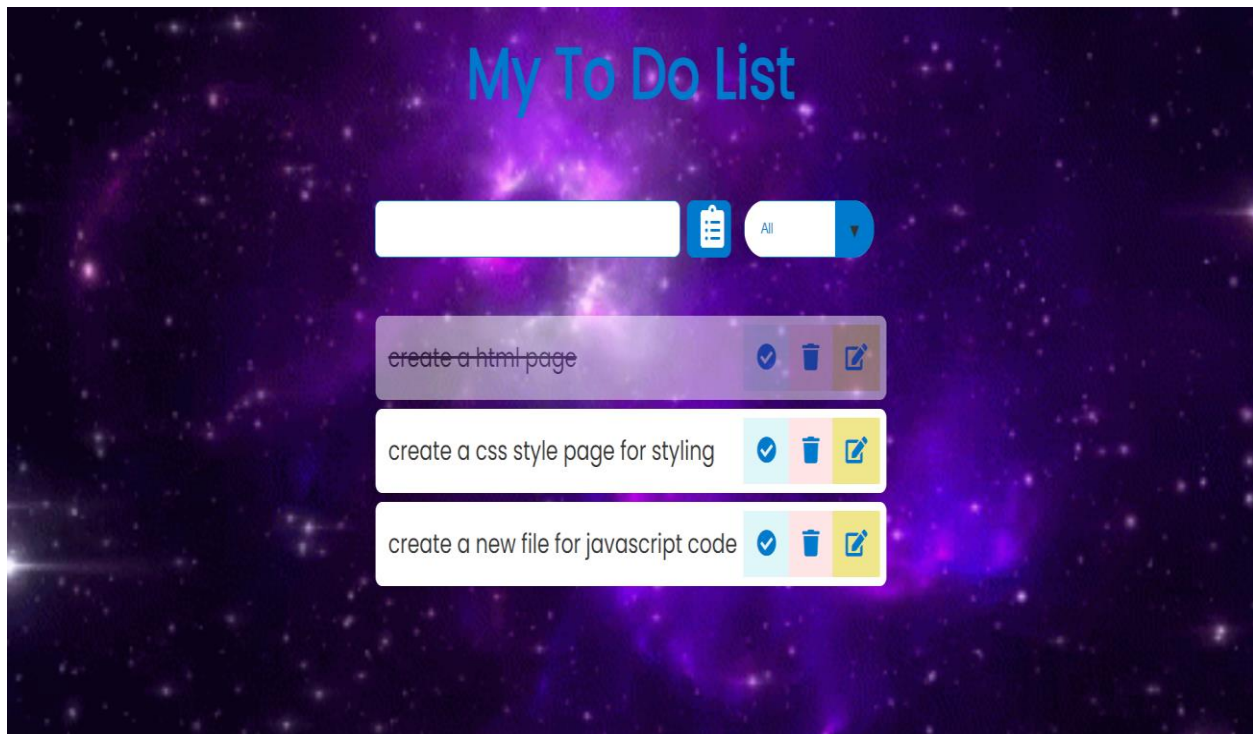 My To Do List
All
create a html page
create a css style page for styling
create a new file for javascript code